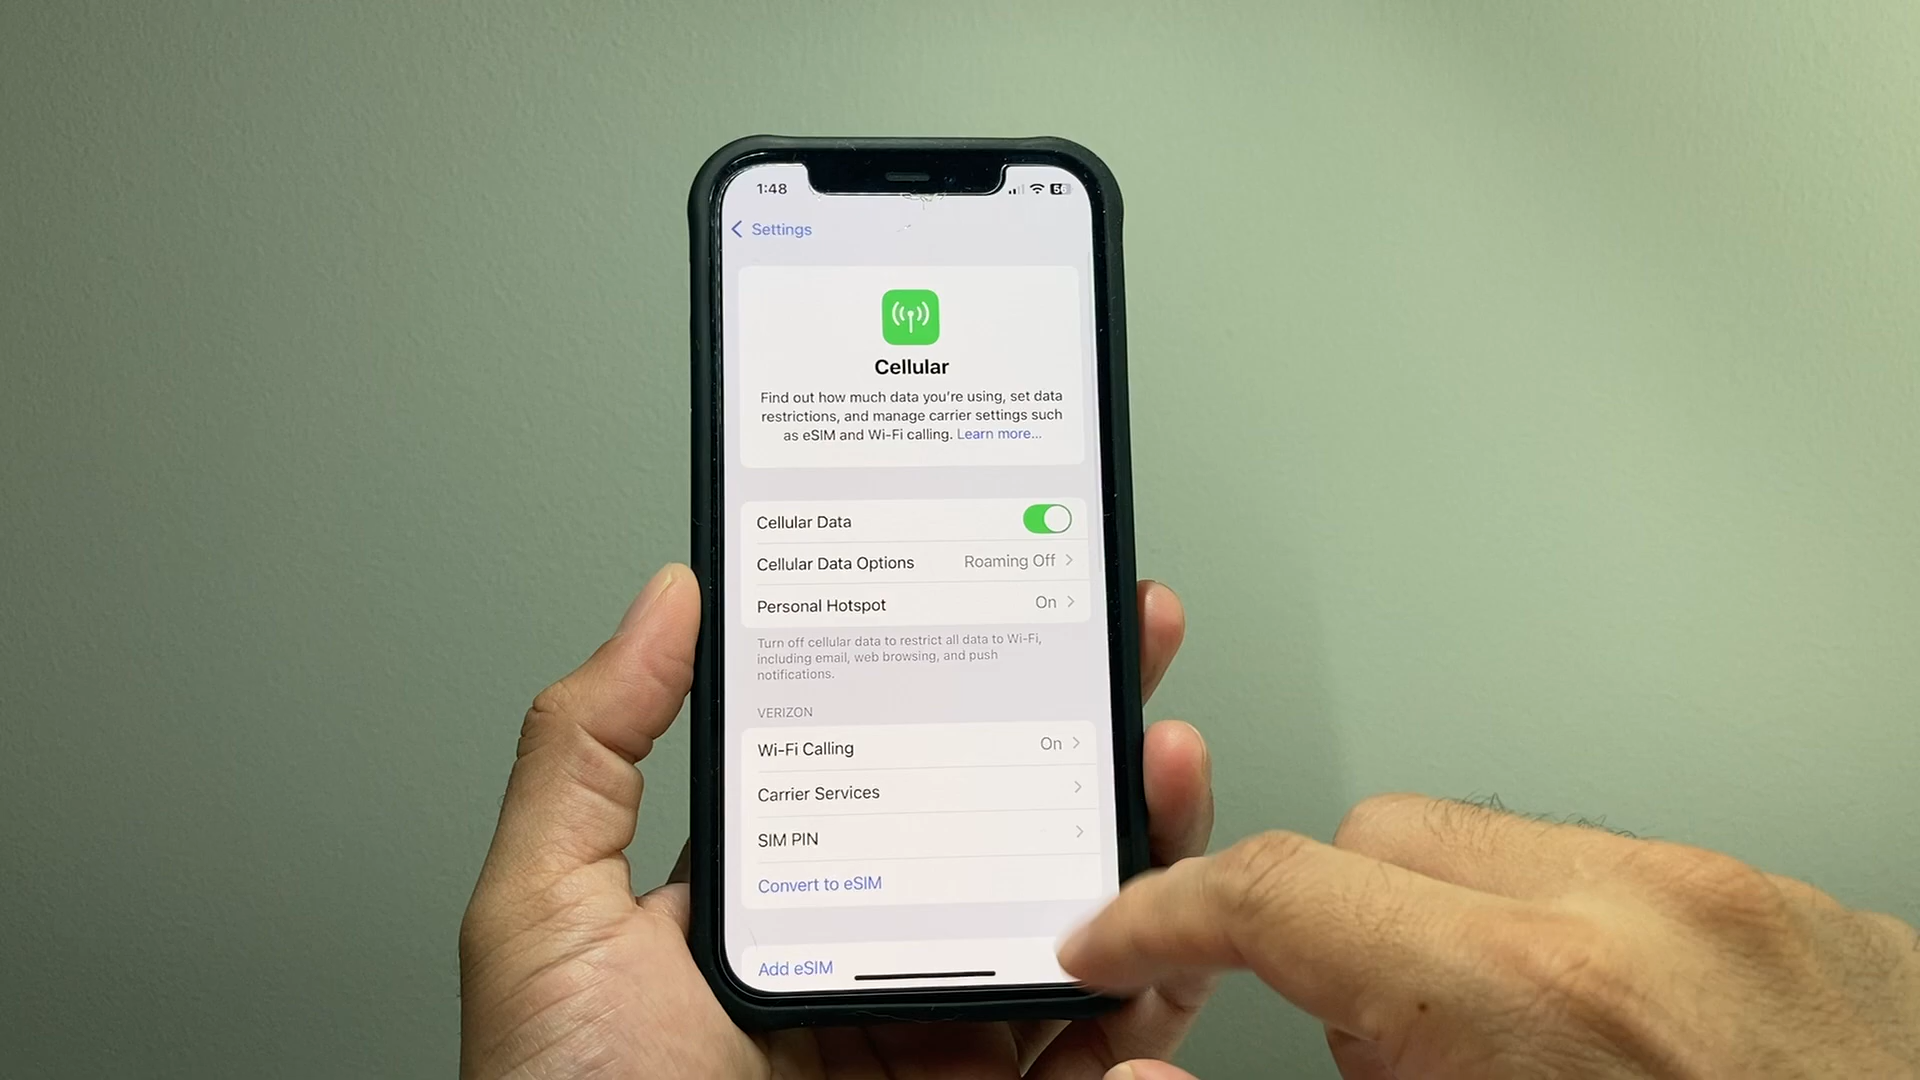 1:48
56
Settings
Cellular
Find out how much data you're using, set data
restrictions, and manage carrier settings such
as eSIM and Wi-Fi calling. Learn more...
Cellular Data
Cellular Data Options Roaming Off
Personal Hotspot On
Turn off cellular data to restrict all data to Wi-Fi,
including email, web browsing, and push
notifications.
VERIZON
Wi-Fi Calling On
Carrier Services
SIM PIN
Convert to eSIM
Add eSIM